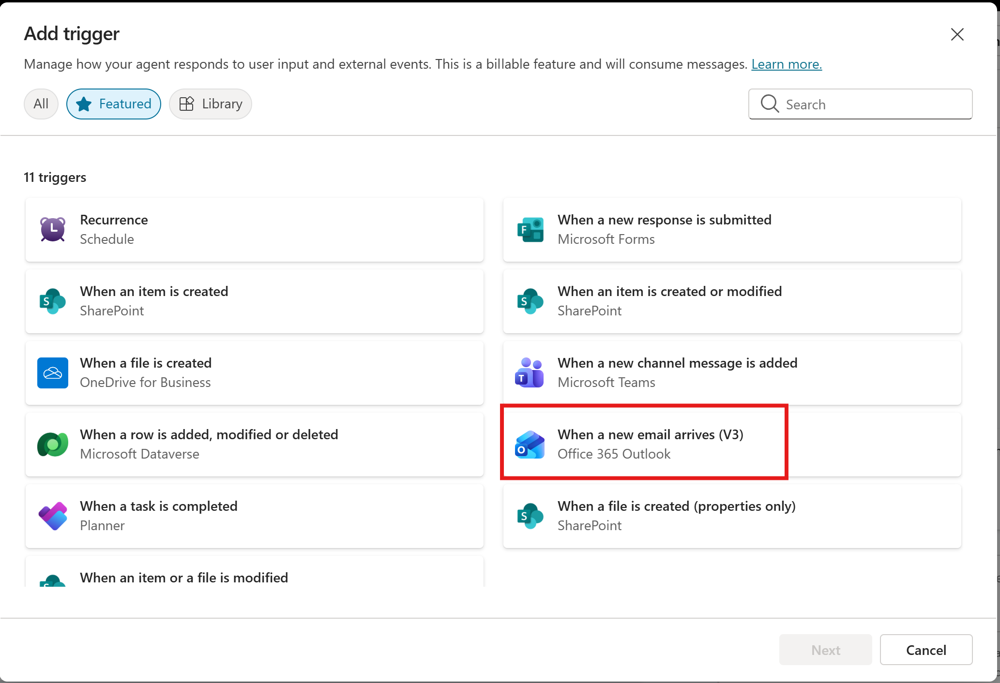 Add trigger
Manage how your agent responds to user input and external events. This is a billable feature and will consume messages. Learn more.
All
Featured
Library
Search
11 triggers
Recurrence
Schedule
When a new response is submitted
Microsoft Forms
When an item is created
SharePoint
When an item is created or modified
SharePoint
When a file is created
OneDrive for Business
When a new channel message is added
Microsoft Teams
When a row is added, modified or deleted
Microsoft Dataverse
When a new email arrives (V3)
Office 365 Outlook
When a task is completed
Planner
When a file is created (properties only)
SharePoint
When an item or a file is modified
Next
Cancel